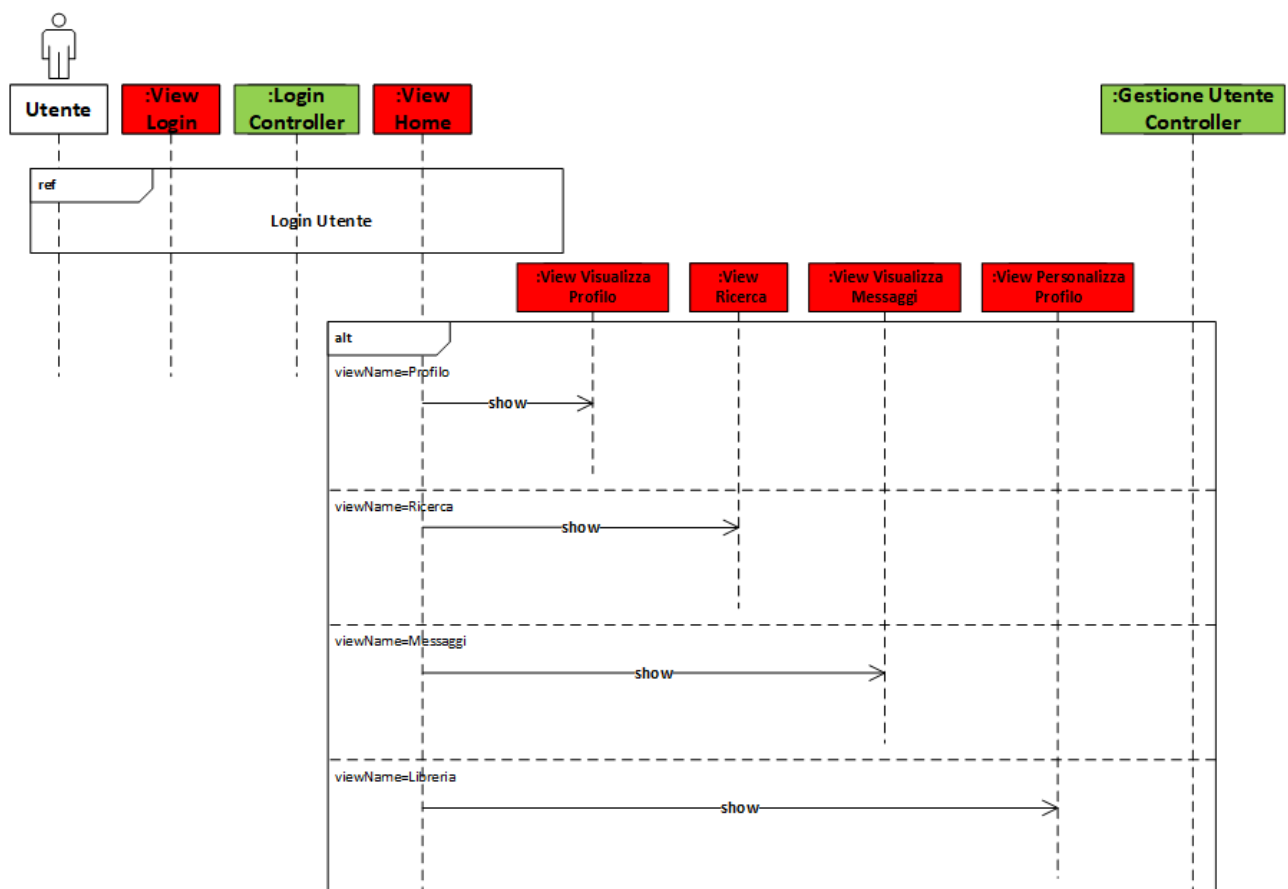 Utente
:View
Login
:Login
Controller
:View
Home
:Gestione Utente
Controller
ref
Login Utente
:View Visualizza
Profilo
:View
Ricerca
:View Visualizza
Messaggi
:View Personalizza
Profilo
alt
viewName=Profilo
show
viewName=Ricerca
show
viewName=Messaggi
show
viewName=Libreria
show